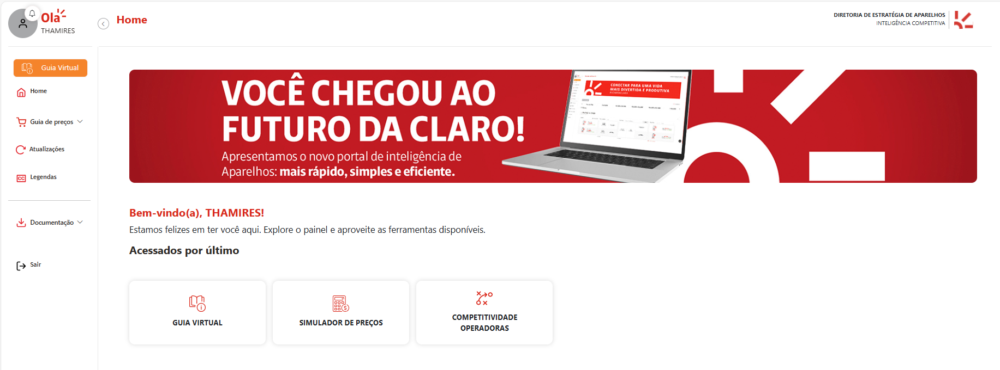 Olá
THAMIRES
Home
DIRETORIA DE ESTRATÉGIA DE APARELHOS
INTELIGÊNCIA COMPETITIVA
Guia Virtual
Home
Guia de preços
Atualizações
CC Legendas
Documentação
Sair
VOCÊ CHEGOU AO
FUTURO DA CLARO!
Apresentamos o novo portal de inteligência de
Aparelhos: mais rápido, simples e eficiente.
CONECTAR PARA UMA VIDA
MAIS DIVERTIDA E PRODUTIVA
Bem-vindo(a), THAMIRES!
Estamos felizes em ter você aqui. Explore o painel e aproveite as ferramentas disponíveis.
Acessados por último
GUIA VIRTUAL
SIMULADOR DE PREÇOS
COMPETITIVIDADE
OPERADORAS